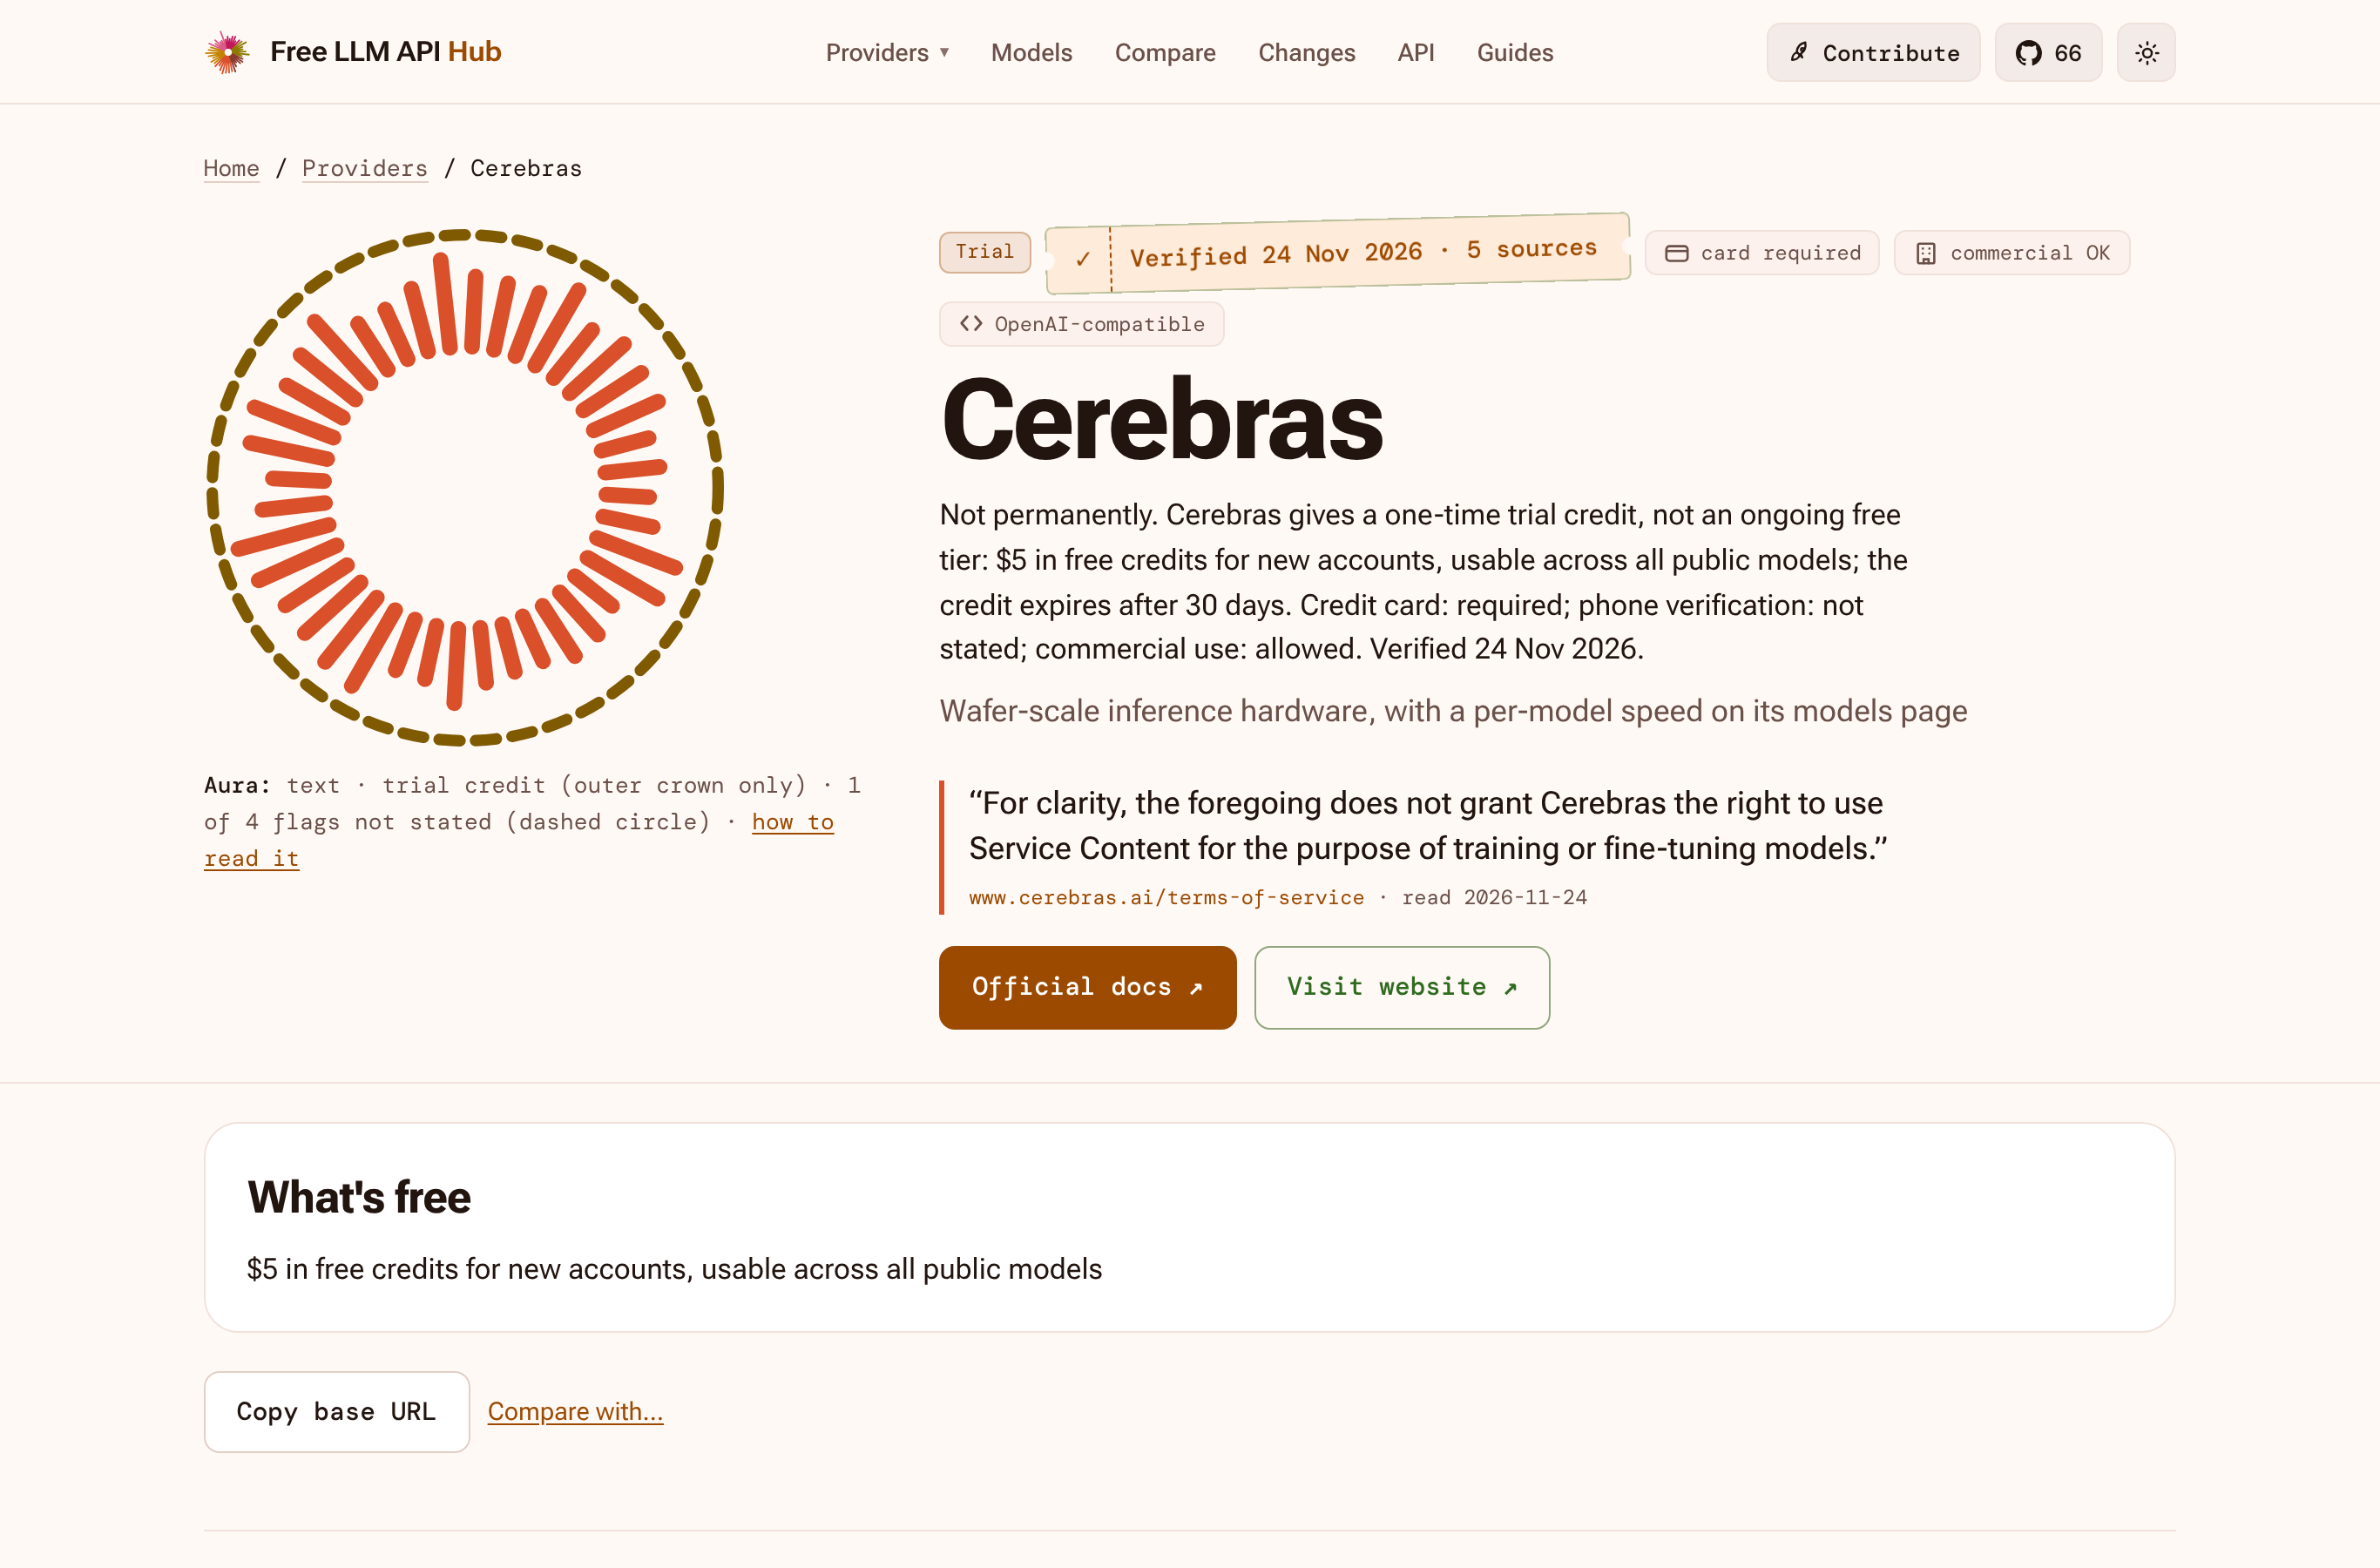 Free LLM API Hub
Providers ▼ Models Compare Changes API Guides
Contribute 66
Home / Providers / Cerebras
Trial ✓ Verified 24 Nov 2026 · 5 sources card required commercial OK
OpenAI-compatible
Cerebras
Not permanently. Cerebras gives a one-time trial credit, not an ongoing free
tier: $5 in free credits for new accounts, usable across all public models; the
credit expires after 30 days. Credit card: required; phone verification: not
stated; commercial use: allowed. Verified 24 Nov 2026.
Wafer-scale inference hardware, with a per-model speed on its models page
Aura: text · trial credit (outer crown only) · 1
of 4 flags not stated (dashed circle) · how to
read it
“For clarity, the foregoing does not grant Cerebras the right to use
Service Content for the purpose of training or fine-tuning models.”
www.cerebras.ai/terms-of-service · read 2026-11-24
Official docs ↗ Visit website ↗
What's free
$5 in free credits for new accounts, usable across all public models
Copy base URL Compare with...